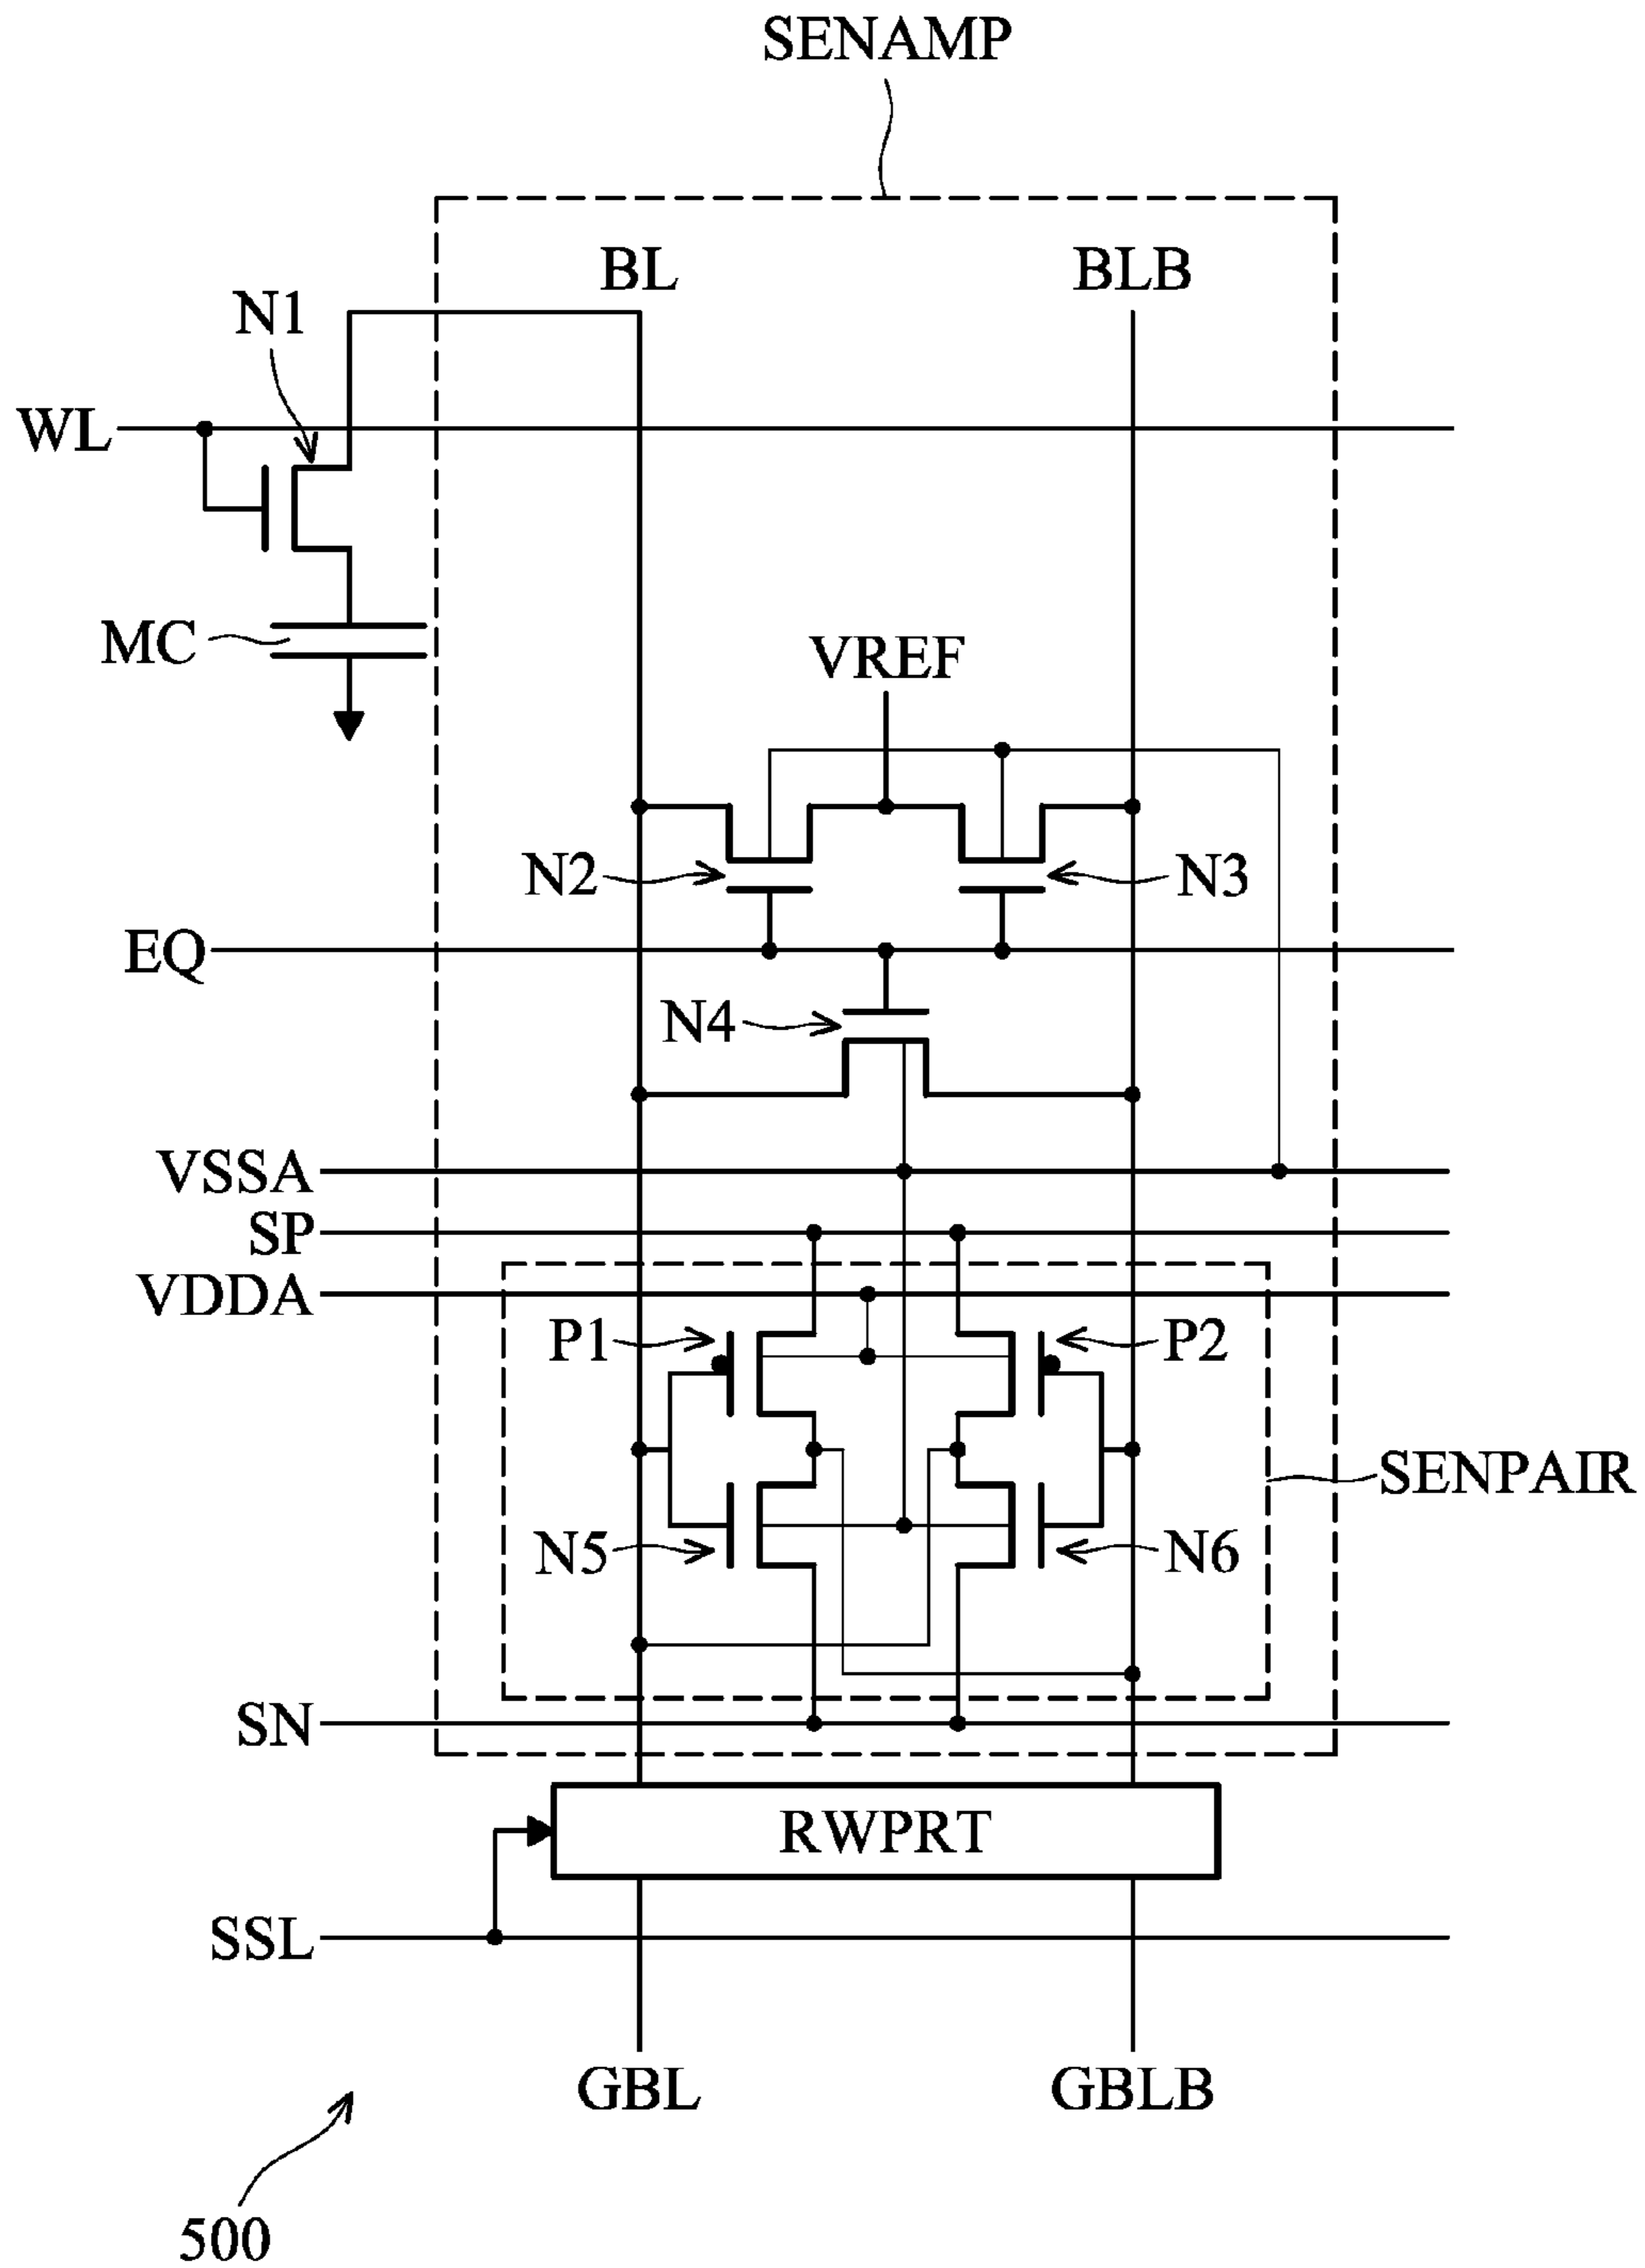 SENAMP
BL
BLB
N1
WL
MC
VREF
N2
N3
EQ
N4
VSSA
SP
VDDA
P1
P2
SENPAIR
N5
N6
SN
RWPRT
SSL
GBL
GBLB
500